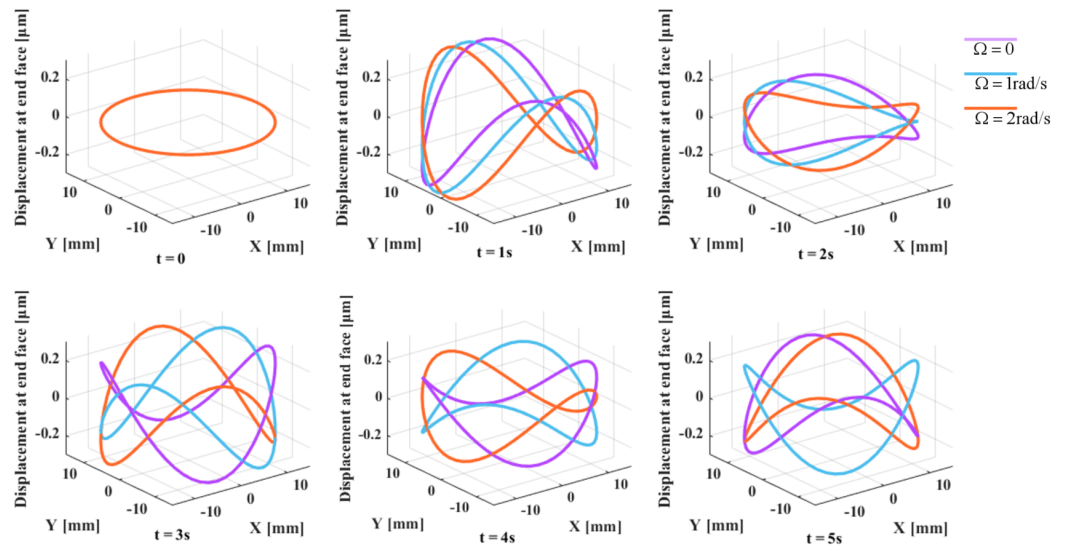 Displacement at end face [µm]
0.2
0
-0.2
10
0
-10
-10
0
10
Y [mm]
X [mm]
t = 0
Displacement at end face [µm]
0.2
0
-0.2
10
0
-10
-10
0
10
Y [mm]
X [mm]
t = 1s
Displacement at end face [µm]
0.2
0
-0.2
10
0
-10
-10
0
10
Y [mm]
X [mm]
t = 2s
Ω = 0
Ω = 1rad/s
Ω = 2rad/s
Displacement at end face [µm]
0.2
0
-0.2
10
0
-10
-10
0
10
Y [mm]
X [mm]
t = 3s
Displacement at end face [µm]
0.2
0
-0.2
10
0
-10
-10
0
10
Y [mm]
X [mm]
t = 4s
Displacement at end face [µm]
0.2
0
-0.2
10
0
-10
-10
0
10
Y [mm]
X [mm]
t = 5s